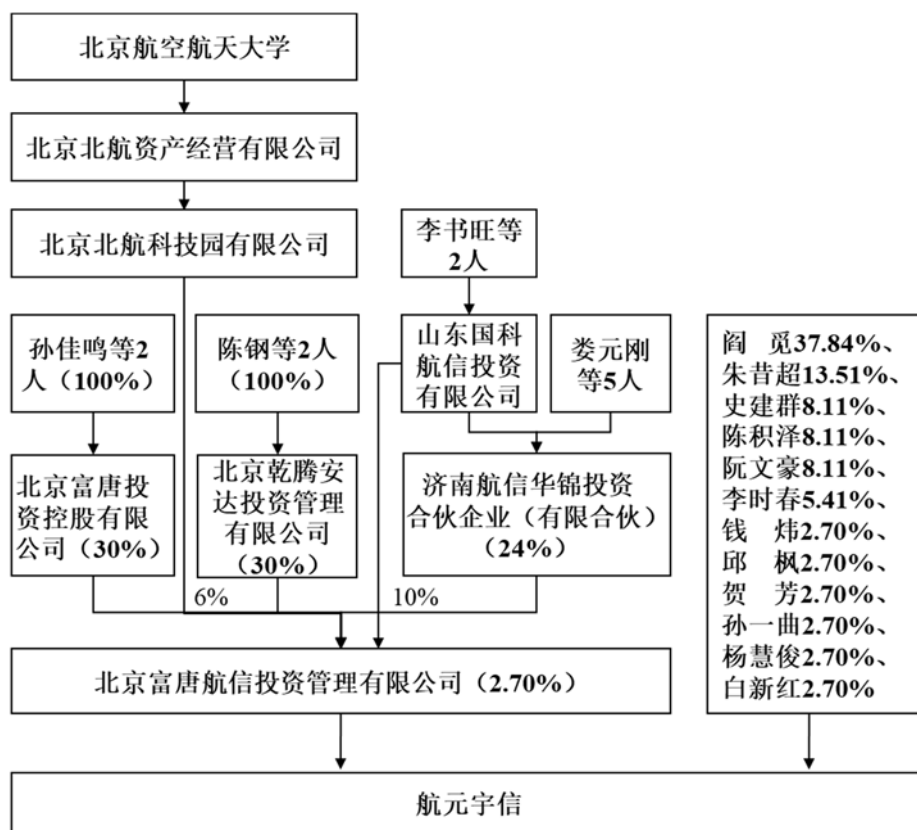 北京航空航天大学
北京北航资产经营有限公司
北京北航科技园有限公司
李书旺等
2人
孙佳鸣等2
人（100%）
陈钢等2人
（100%）
山东国科
航信投资
有限公司
娄元刚
等5人
北京富唐投
资控股有限
公司（30%）
北京乾腾安
达投资管理
有限公司
（30%）
济南航信华锦投资
合伙企业（有限合伙）
（24%）
6%
10%
北京富唐航信投资管理有限公司（2.70%）
阎　觅37.84%、
朱昔超13.51%、
史建群8.11%、
陈积泽8.11%、
阮文豪8.11%、
李时春5.41%、
钱　炜2.70%、
邱　枫2.70%、
贺　芳2.70%、
孙一曲2.70%、
杨慧俊2.70%、
白新红2.70%
航元宇信